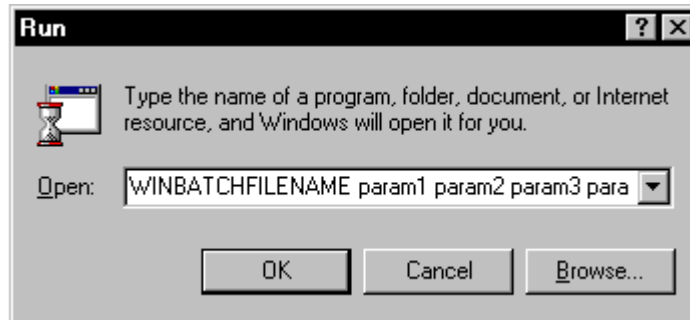 Run
Type the name of a program, folder, document, or Internet
resource, and Windows will open it for you.
Open: WINBATCHFILENAME param1 param2 param3 para
OK Cancel Browse...